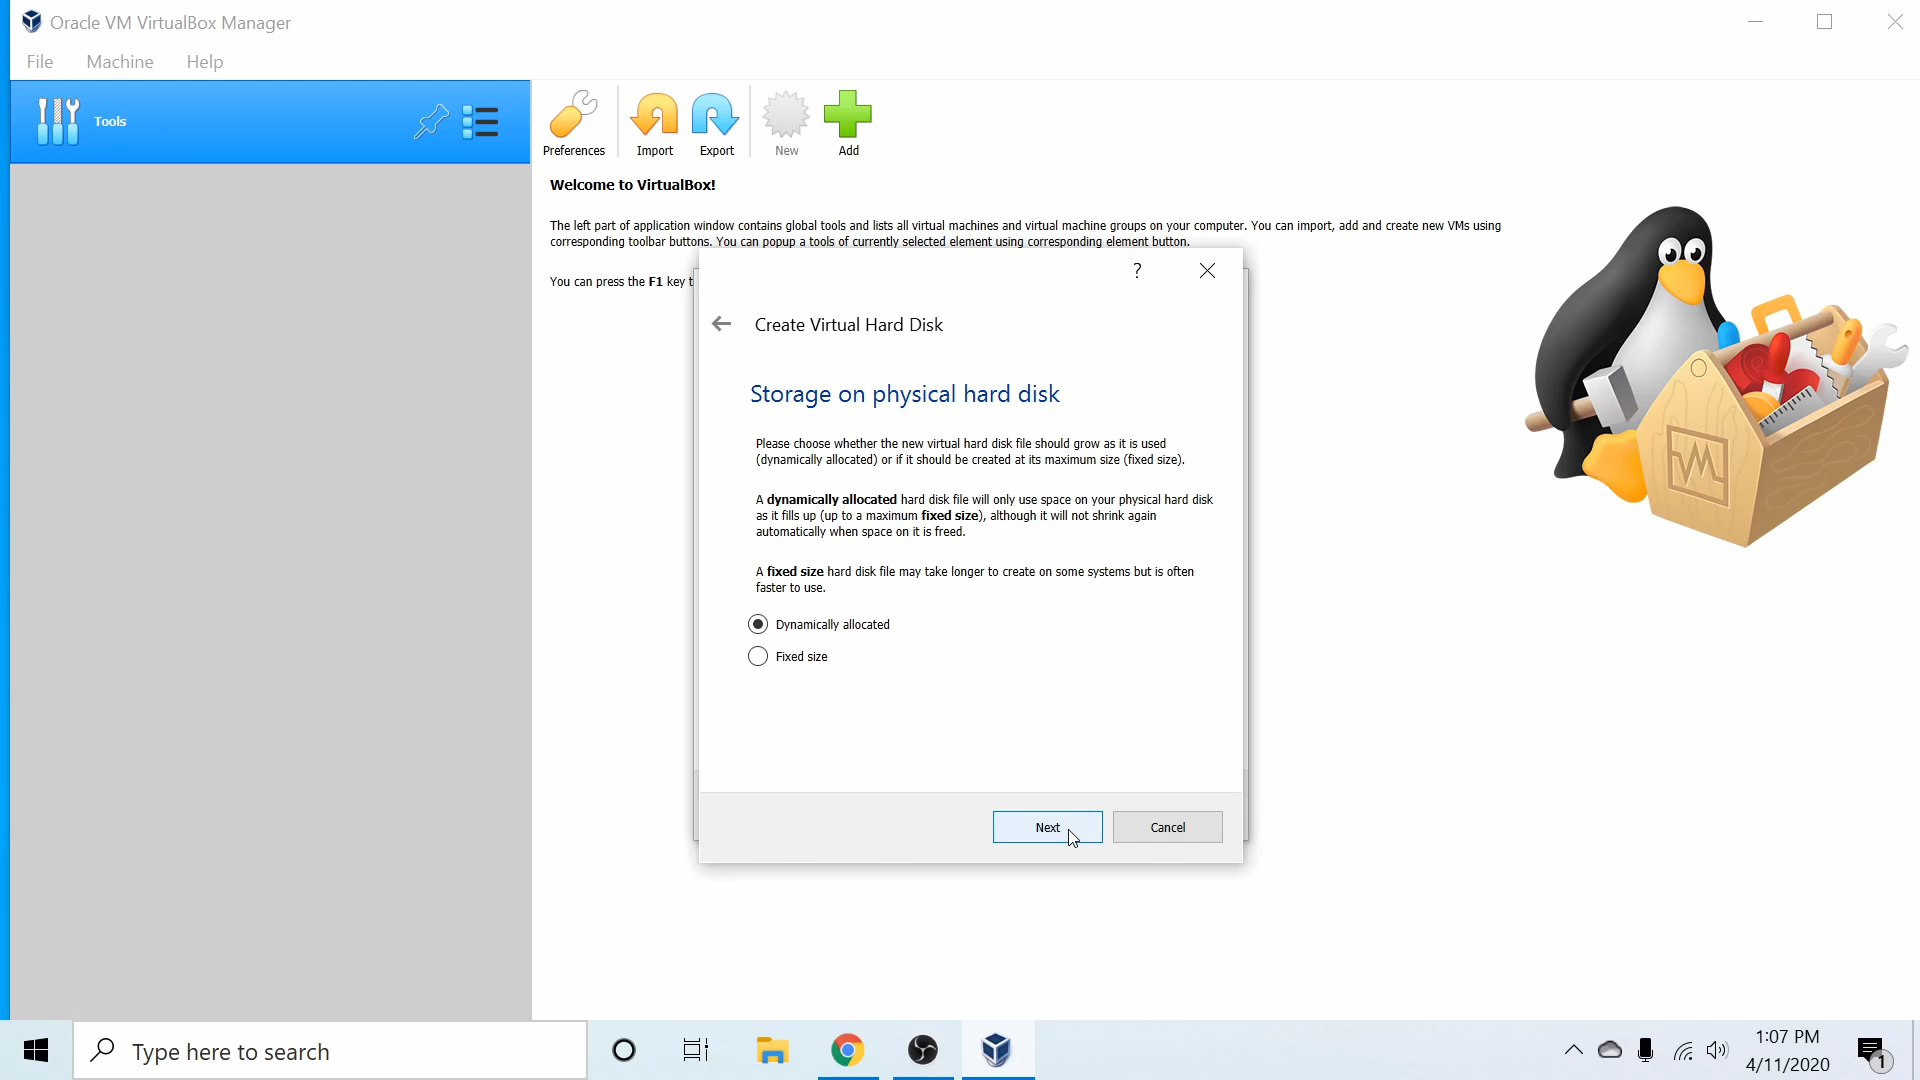 Oracle VM VirtualBox Manager
File Machine Help
Tools
Preferences Import Export New Add
Welcome to VirtualBox!
The left part of application window contains global tools and lists all virtual machines and virtual machine groups on your computer. You can import, add and create new VMs using
corresponding toolbar buttons. You can popup a tools of currently selected element using corresponding element button.
You can press the F1 key t
?
Create Virtual Hard Disk
Storage on physical hard disk
Please choose whether the new virtual hard disk file should grow as it is used
(dynamically allocated) or if it should be created at its maximum size (fixed size).
A dynamically allocated hard disk file will only use space on your physical hard disk
as it fills up (up to a maximum fixed size), although it will not shrink again
automatically when space on it is freed.
A fixed size hard disk file may take longer to create on some systems but is often
faster to use.
Dynamically allocated
Fixed size
Next Cancel
Type here to search
1:07 PM
4/11/2020
1